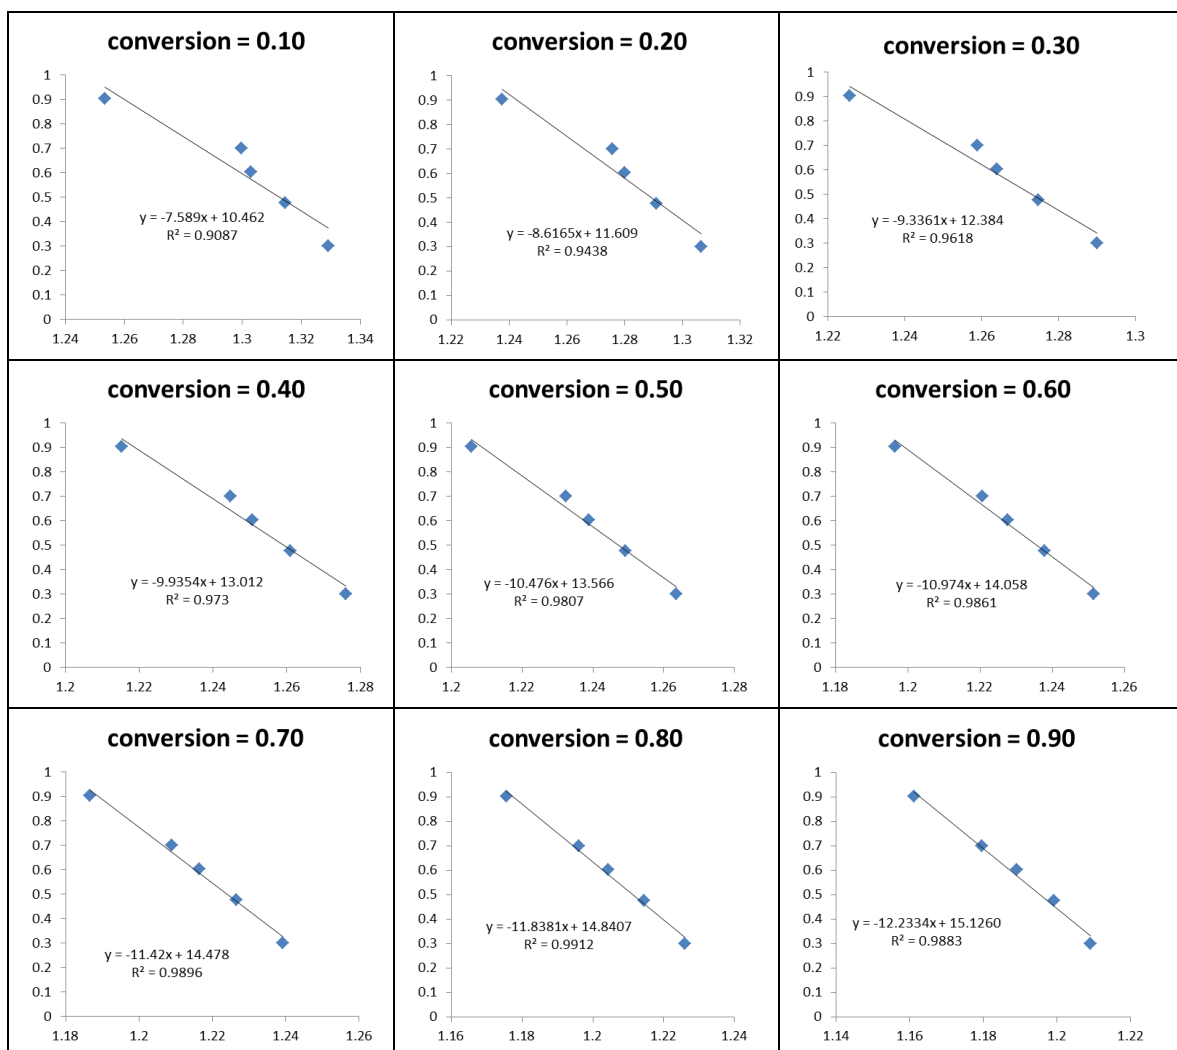 conversion = 0.10
1
0.9
0.8
0.7
0.6
0.5
0.4
0.3
0.2
0.1
0
y = -7.589x + 10.462
R² = 0.9087
1.24 1.26 1.28 1.3 1.32 1.34
conversion = 0.20
1
0.9
0.8
0.7
0.6
0.5
0.4
0.3
0.2
0.1
0
y = -8.6165x + 11.609
R² = 0.9438
1.22 1.24 1.26 1.28 1.3 1.32
conversion = 0.30
1
0.9
0.8
0.7
0.6
0.5
0.4
0.3
0.2
0.1
0
y = -9.3361x + 12.384
R² = 0.9618
1.22 1.24 1.26 1.28 1.3
conversion = 0.40
1
0.9
0.8
0.7
0.6
0.5
0.4
0.3
0.2
0.1
0
y = -9.9354x + 13.012
R² = 0.973
1.2 1.22 1.24 1.26 1.28
conversion = 0.50
1
0.9
0.8
0.7
0.6
0.5
0.4
0.3
0.2
0.1
0
y = -10.476x + 13.566
R² = 0.9807
1.2 1.22 1.24 1.26 1.28
conversion = 0.60
1
0.9
0.8
0.7
0.6
0.5
0.4
0.3
0.2
0.1
0
y = -10.974x + 14.058
R² = 0.9861
1.18 1.2 1.22 1.24 1.26
conversion = 0.70
1
0.9
0.8
0.7
0.6
0.5
0.4
0.3
0.2
0.1
0
y = -11.42x + 14.478
R² = 0.9896
1.18 1.2 1.22 1.24 1.26
conversion = 0.80
1
0.9
0.8
0.7
0.6
0.5
0.4
0.3
0.2
0.1
0
y = -11.8381x + 14.8407
R² = 0.9912
1.16 1.18 1.2 1.22 1.24
conversion = 0.90
1
0.9
0.8
0.7
0.6
0.5
0.4
0.3
0.2
0.1
0
y = -12.2334x + 15.1260
R² = 0.9883
1.14 1.16 1.18 1.2 1.22